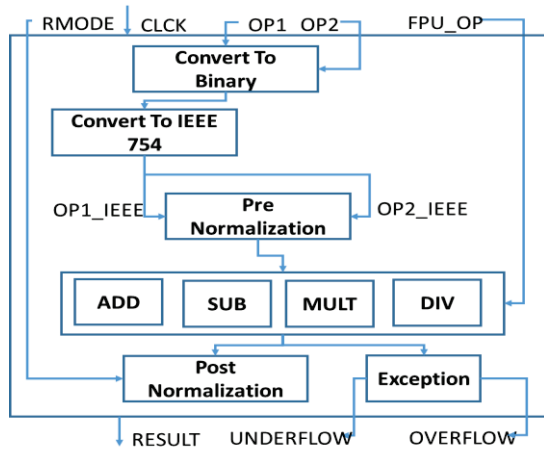 RMODE CLCK OP1 OP2 FPU_OP
Convert To
Binary
Convert To IEEE
754
OP1_IEEE
OP2_IEEE
Pre
Normalization
ADD SUB MULT DIV
Post
Normalization
Exception
RESULT UNDERFLOW OVERFLOW